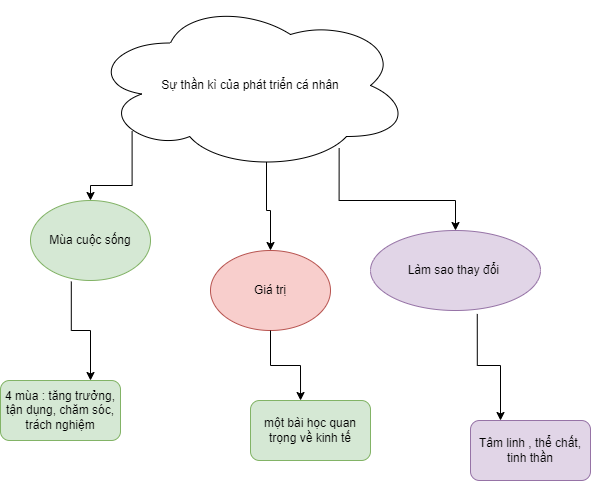 Sự thần kì của phát triển cá nhân
Mùa cuộc sống
Giá trị
Làm sao thay đổi
4 mùa : tăng trưởng,
tận dụng, chăm sóc,
trách nghiệm
một bải học quan
trọng về kinh tế
Tâm linh , thể chất,
tinh thần